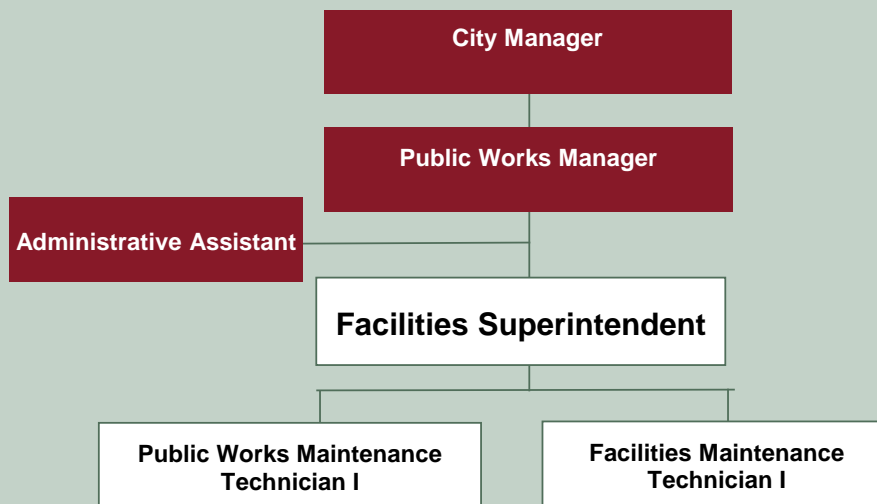 City Manager
Public Works Manager
Administrative Assistant
Facilities Superintendent
Public Works Maintenance
Technician I
Facilities Maintenance
Technician I